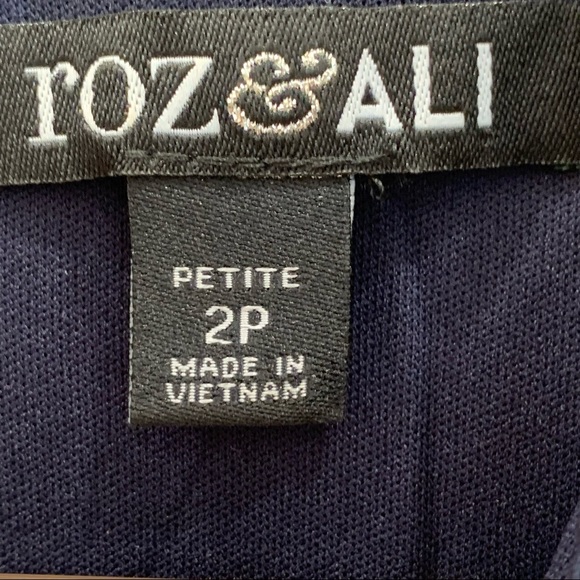 roz&ALI
PETITE
2P
MADE IN
VIETNAM